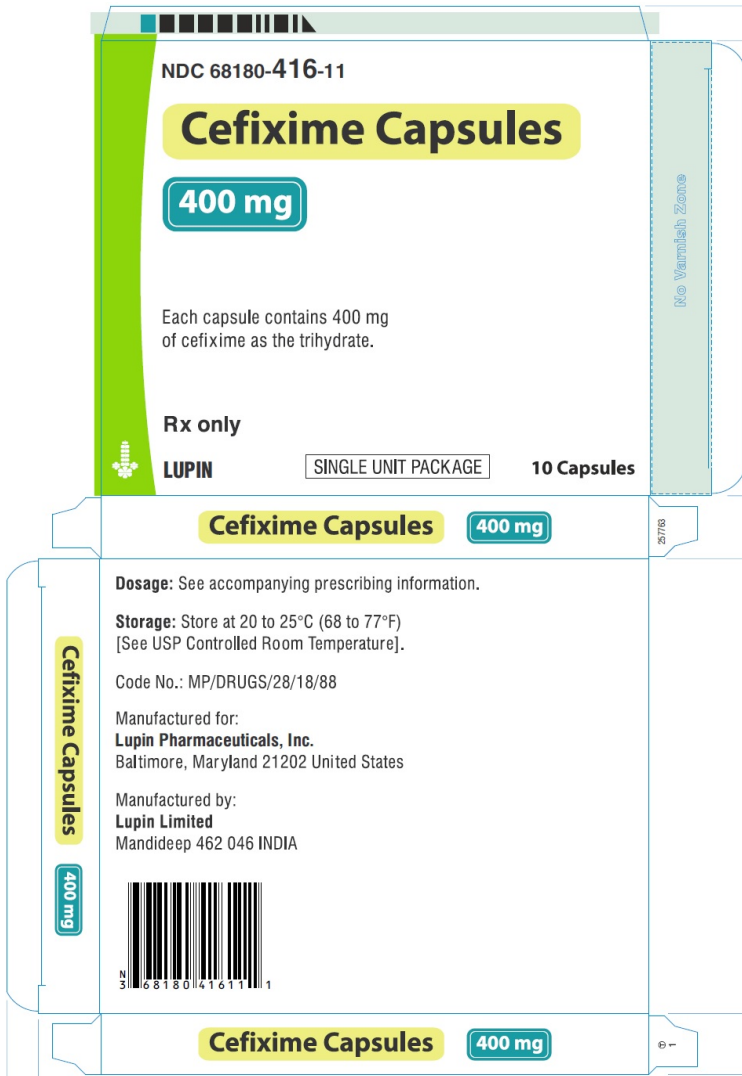 NDC 68180-416-11
Cefixime Capsules
400 mg
No Varnish Zone
Each capsule contains 400 mg
of cefixime as the trihydrate.
Rx only
LUPIN
SINGLE UNIT PACKAGE
10 Capsules
Cefixime Capsules 400 mg
257763
Cefixime Capsules
400 mg
Dosage: See accompanying prescribing information.
Storage: Store at 20 to 25°C (68 to 77°F)
[See USP Controlled Room Temperature].
Code No.: MP/DRUGS/28/18/88
Manufactured for:
Lupin Pharmaceuticals, Inc.
Baltimore, Maryland 21202 United States
Manufactured by:
Lupin Limited
Mandideep 462 046 INDIA
N
3 68180 41611 1
Cefixime Capsules 400 mg
1